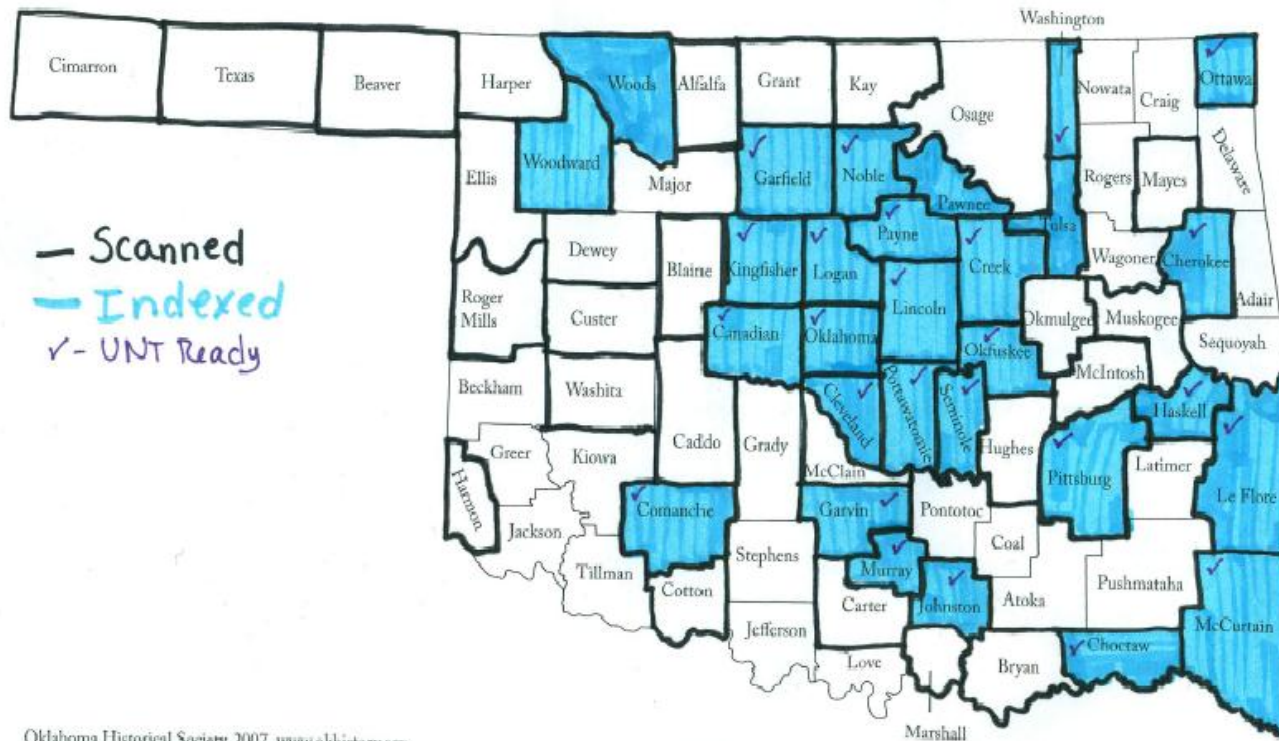 Washington
Cimarron
Texas
Beaver
Harper
Woods
Alfalfa
Grant
Kay
Osage
Nowata
Craig
Ottawa
Ellis
Woodward
Major
Garfield
Noble
Pawnee
Rogers
Mayes
Delaware
— Scanned
— Indexed
✓- UNT Ready
Dewey
Blaine
Kingfisher
Logan
Payne
Creek
Tulsa
Wagoner
Cherokee
Adair
Roger
Mills
Custer
Canadian
Oklahoma
Lincoln
Okfuskee
Okmulgee
Muskogee
Sequoyah
Beckham
Washita
McIntosh
Haskell
Cleveland
Pottawatomie
Seminole
Hughes
Caddo
Grady
McClain
Greer
Kiowa
Harmon
Pittsburg
Latimer
Le Flore
Comanche
Garvin
Pontotoc
Coal
Jackson
Tillman
Stephens
Murray
Johnston
Atoka
Pushmataha
Cotton
Carter
Jefferson
McCurtain
Choctaw
Bryan
Love
Marshall
Oklahoma Historical Society 2007